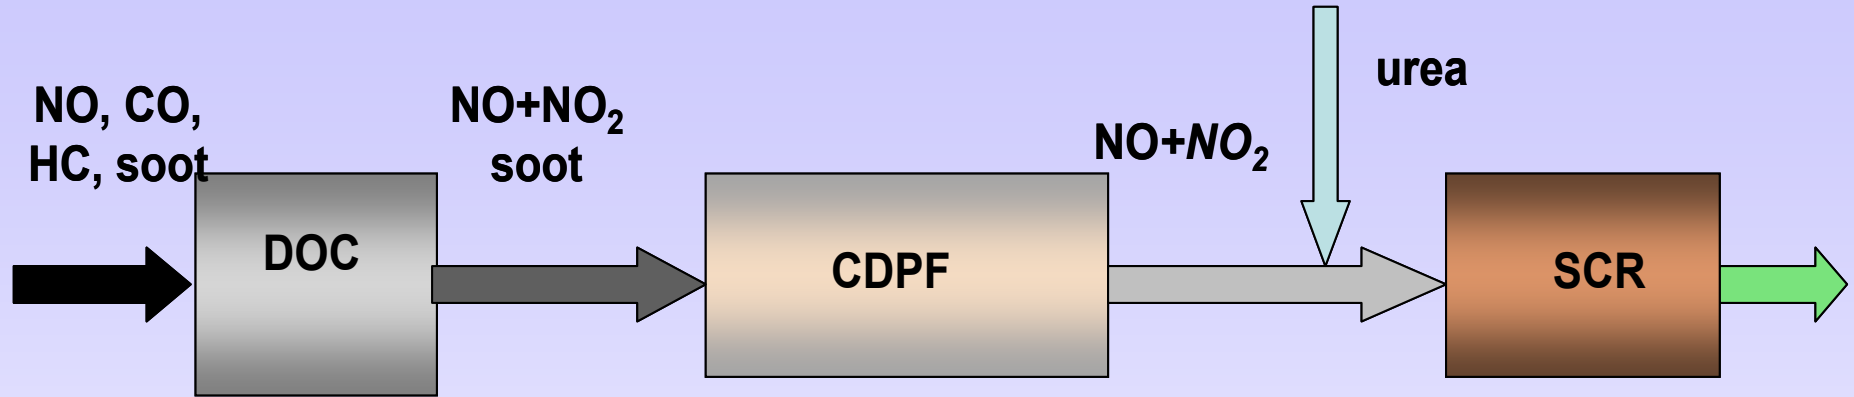 NO, CO,
HC, soot
DOC
NO+NO₂
soot
CDPF
NO+NO₂
urea
SCR